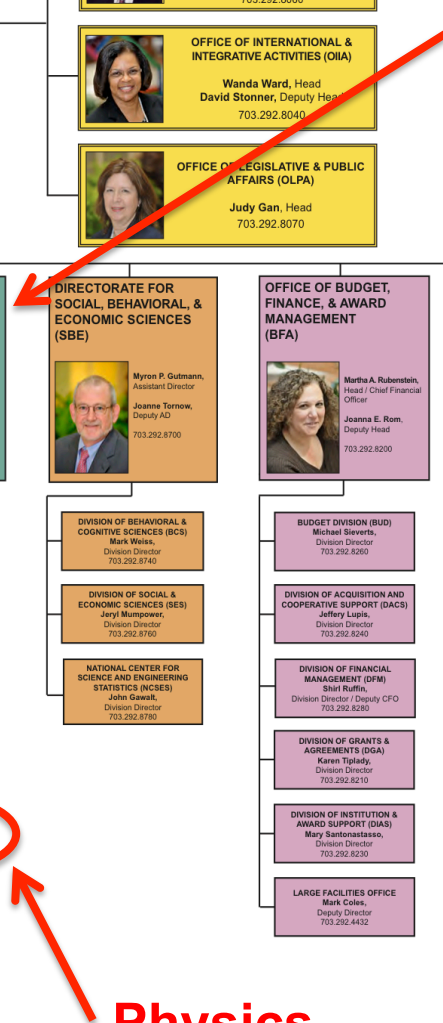 703.292.8060
OFFICE OF INTERNATIONAL &
INTEGRATIVE ACTIVITIES (OIIA)
Wanda Ward, Head
David Stonner, Deputy Head
703.292.8040
OFFICE OF LEGISLATIVE & PUBLIC
AFFAIRS (OLPA)
Judy Gan, Head
703.292.8070
DIRECTORATE FOR
SOCIAL, BEHAVIORAL, &
ECONOMIC SCIENCES
(SBE)
Myron P. Gutmann,
Assistant Director
Joanne Tornow,
Deputy AD
703.292.8700
DIVISION OF BEHAVIORAL &
COGNITIVE SCIENCES (BCS)
Mark Weiss,
Division Director
703.292.8740
DIVISION OF SOCIAL &
ECONOMIC SCIENCES (SES)
Jeryl Mumpower,
Division Director
703.292.8760
NATIONAL CENTER FOR
SCIENCE AND ENGINEERING
STATISTICS (NCSES)
John Gawalt,
Division Director
703.292.8780
OFFICE OF BUDGET,
FINANCE, & AWARD
MANAGEMENT
(BFA)
Martha A. Rubenstein,
Head / Chief Financial
Officer
Joanna E. Rom,
Deputy Head
703.292.8200
BUDGET DIVISION (BUD)
Michael Sieverts,
Division Director
703.292.8260
DIVISION OF ACQUISITION AND
COOPERATIVE SUPPORT (DACS)
Jeffery Lupis,
Division Director
703.292.8240
DIVISION OF FINANCIAL
MANAGEMENT (DFM)
Shirl Ruffin,
Division Director / Deputy CFO
703.292.8280
DIVISION OF GRANTS &
AGREEMENTS (DGA)
Karen Tiplady,
Division Director
703.292.8210
DIVISION OF INSTITUTION &
AWARD SUPPORT (DIAS)
Mary Santonastasso,
Division Director
703.292.8230
LARGE FACILITIES OFFICE
Mark Coles,
Deputy Director
703.292.4432
Physics